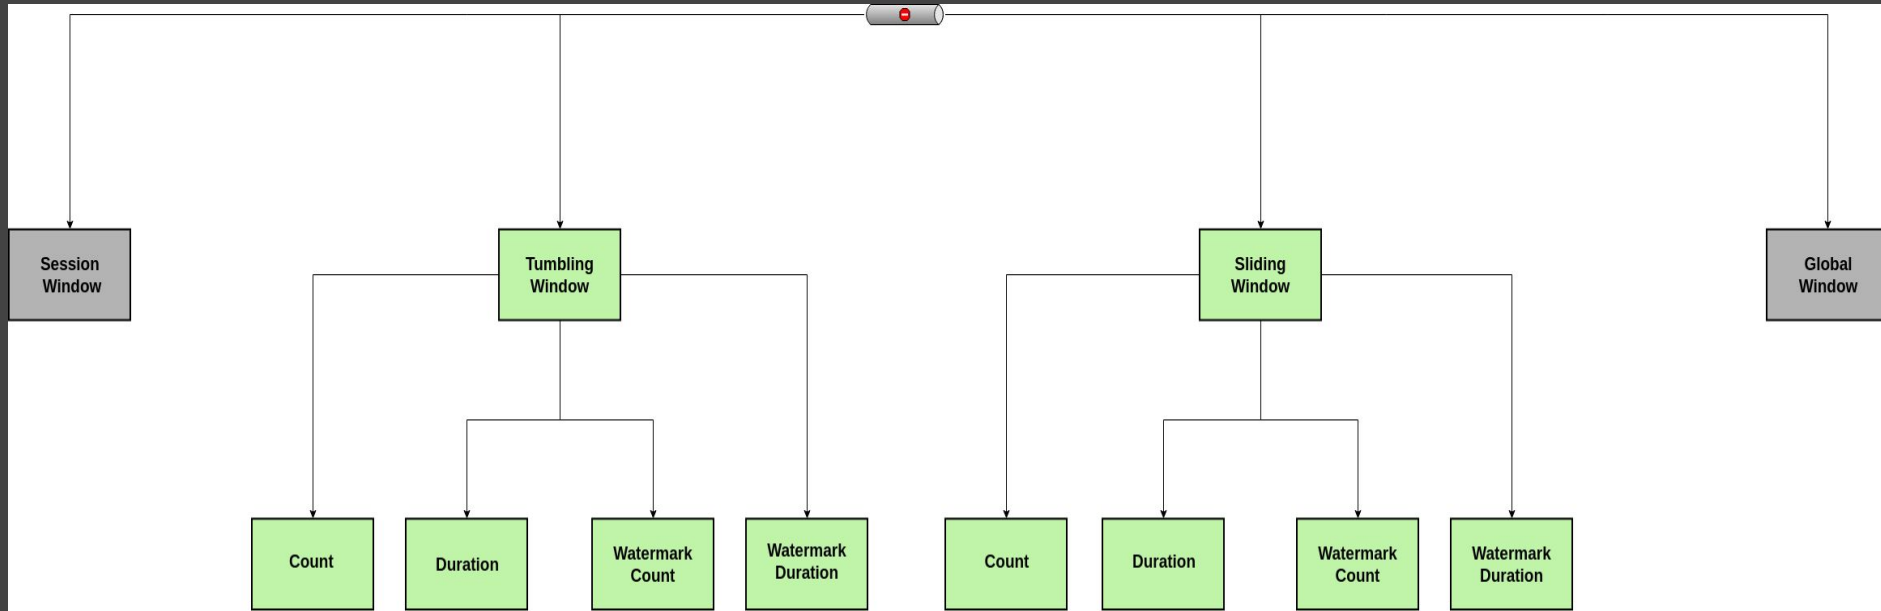 Session
Window
Tumbling
Window
Sliding
Window
Global
Window
Count
Duration
Watermark
Count
Watermark
Duration
Count
Duration
Watermark
Count
Watermark
Duration